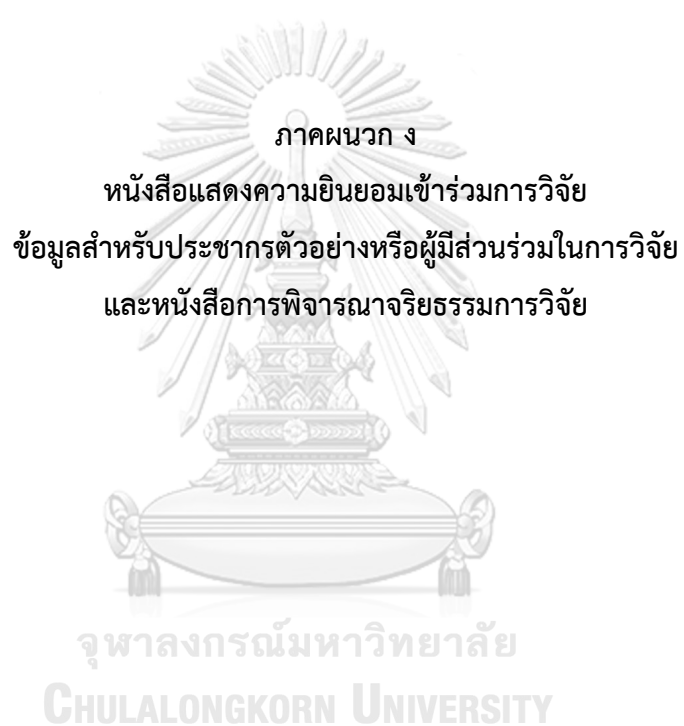 ภาคผนวก ง
หนังสือแสดงความยินยอมเข้าร่วมการวิจัย
ข้อมูลสำหรับประชากรตัวอย่างหรือผู้มีส่วนร่วมในการวิจัย
และหนังสือการพิจารณาจริยธรรมการวิจัย
จุฬาลงกรณ์มหาวิทยาลัย
CHULALONGKORN UNIVERSITY